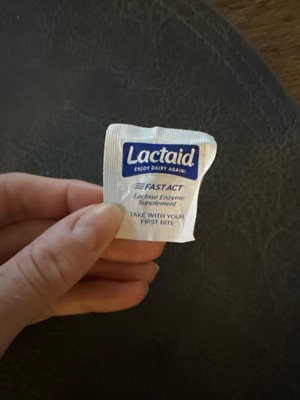 Lactaid
ENJOY DAIRY AGAIN!
FAST ACT
Lactase Enzyme
Supplement
TAKE WITH YOUR
FIRST BITE